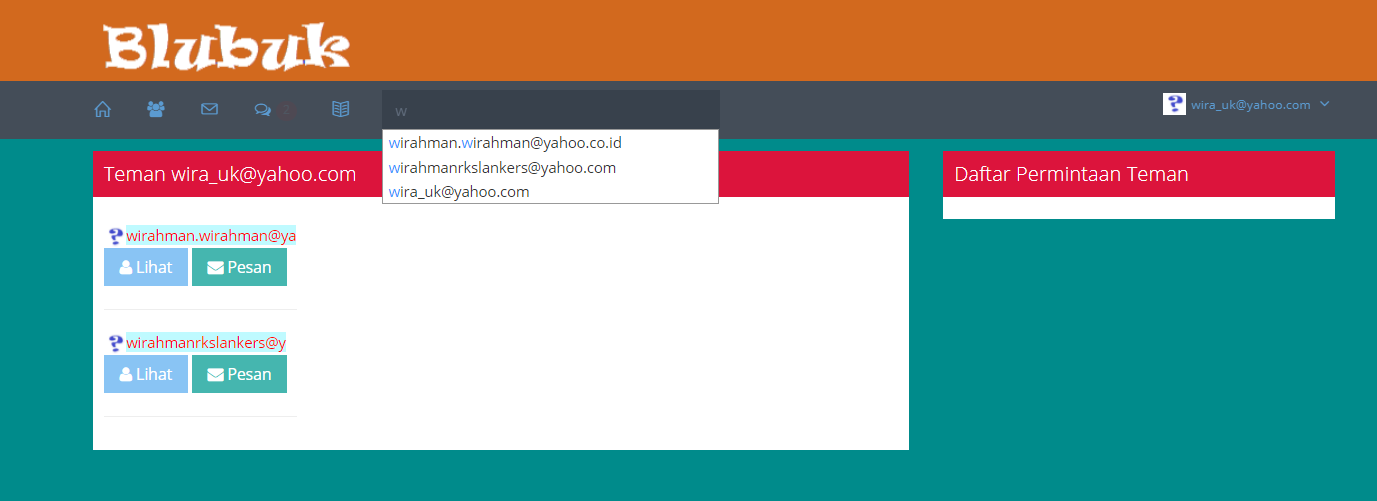 Blubuk
w
wira_uk@yahoo.com
wirahman.wirahman@yahoo.co.id
wirahmanrkslankers@yahoo.com
wira_uk@yahoo.com
Teman wira_uk@yahoo.com
Daftar Permintaan Teman
wirahman.wirahman@ya
Lihat Pesan
wirahmanrkslankers@y
Lihat Pesan